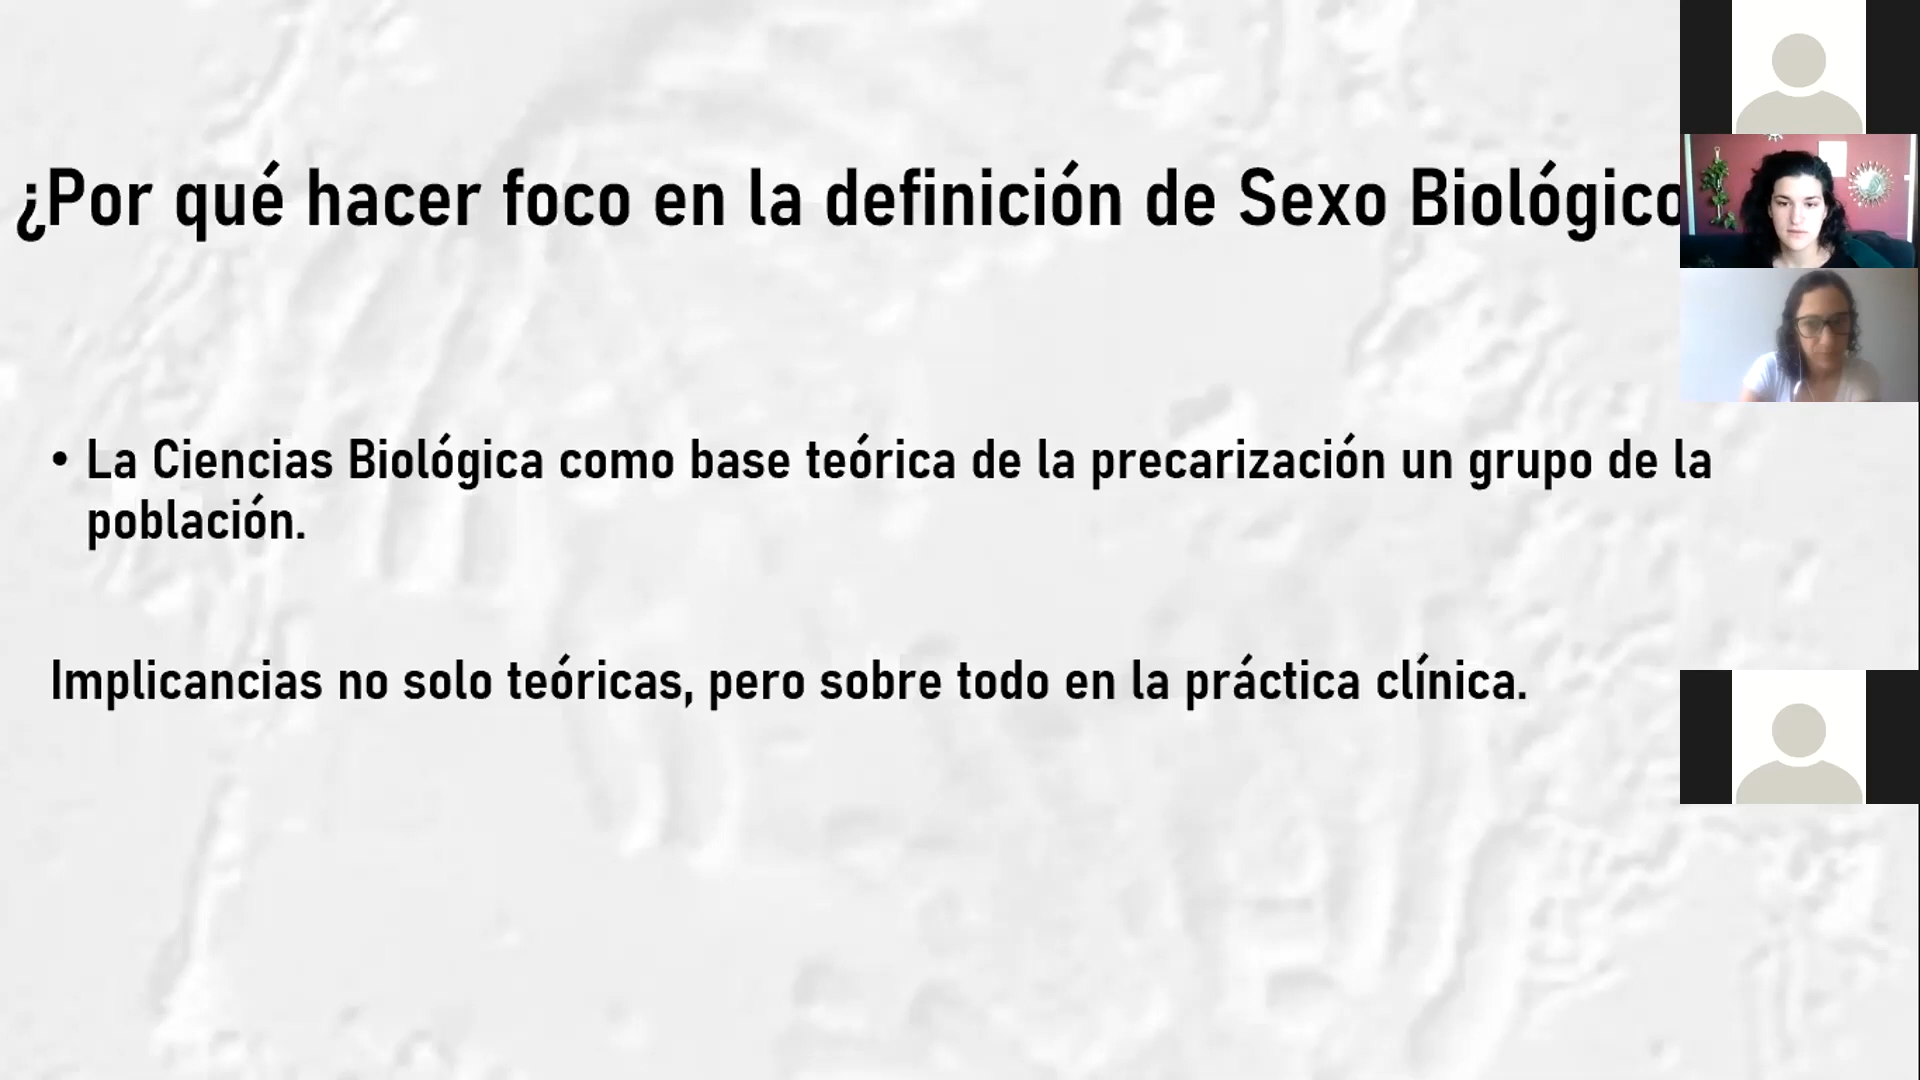 ¿Por qué hacer foco en la definición de Sexo Biológico
• La Ciencias Biológica como base teórica de la precarización un grupo de la
población.
Implicancias no solo teóricas, pero sobre todo en la práctica clínica.